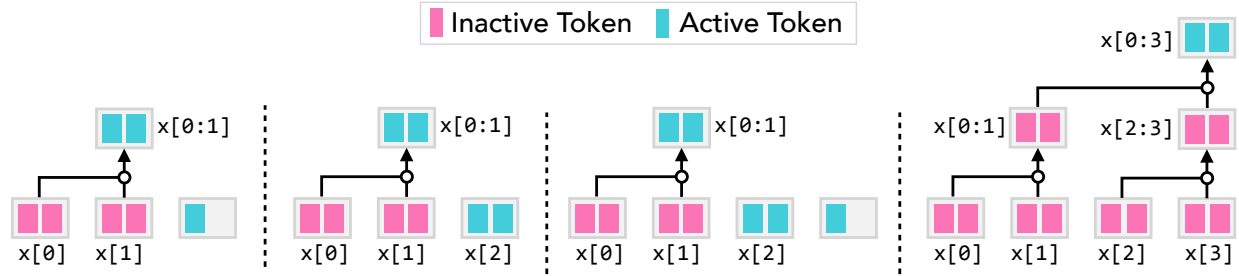 Inactive Token Active Token
x[0:3]
x[0:1] x[0:1] x[0:1] x[0:1] x[2:3]
x[0] x[1] x[0] x[1] x[2] x[0] x[1] x[2] x[0] x[1] x[2] x[3]